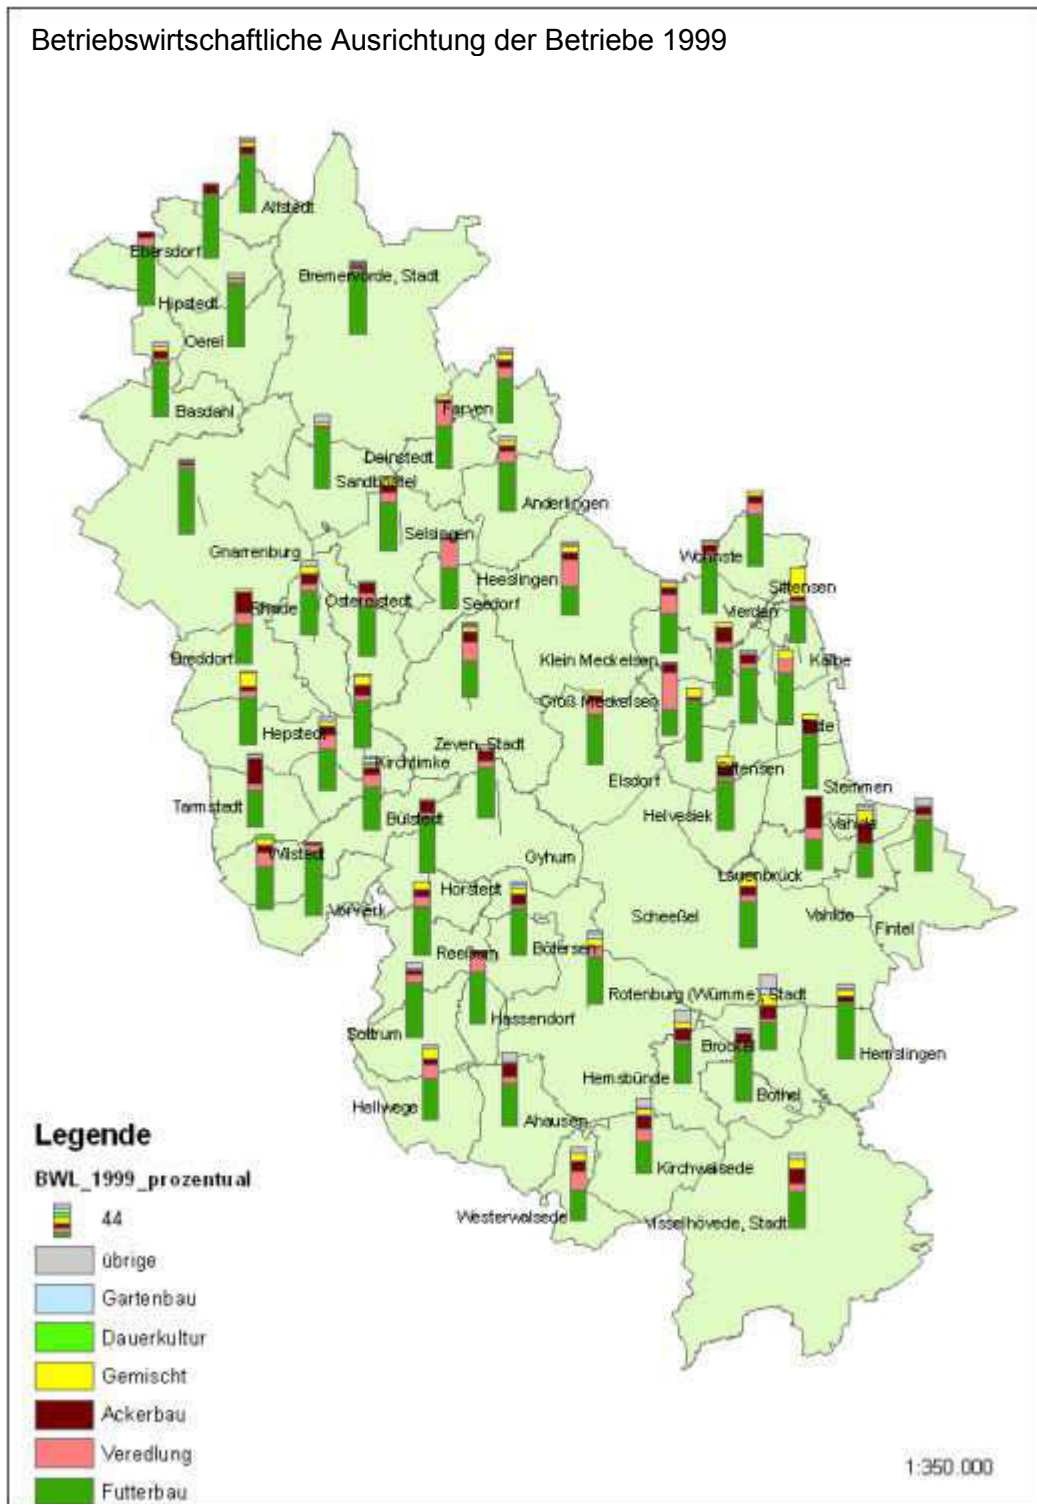 Betriebswirtschaftliche Ausrichtung der Betriebe 1999
Alfstedt
Ebersdorf
Bremervörde, Stadt
Hipstedt
Oerel
Basdahl
Farven
Deinstedt
Sandbostel
Anderlingen
Selsingen
Gnarrenburg
Wohnste
Heeslingen
Sittensen
Rhade
Ostereistedt
Seedorf
Vierden
Breddorf
Klein Meckelsen
Kalbe
Groß Meckelsen
Hepstedt
Zeven, Stadt
Kirchtimke
Elsdorf
Sittensen
Stemmen
Tarmstedt
Bülstedt
Helvesiek
Vahlde
Wilstedt
Gyhum
Lauenbrück
Vorwerk
Horstedt
Scheeßel
Vahlde
Fintel
Reeßum
Bötersen
Rotenburg (Wümme), Stadt
Hassendorf
Sottrum
Brockel
Hemslingen
Hemsbünde
Bothel
Hellwege
Ahausen
Kirchwalsede
Westerwalsede
Visselhövede, Stadt
Legende
BWL_1999_prozentual
44
übrige
Gartenbau
Dauerkultur
Gemischt
Ackerbau
Veredlung
Futterbau
1:350.000